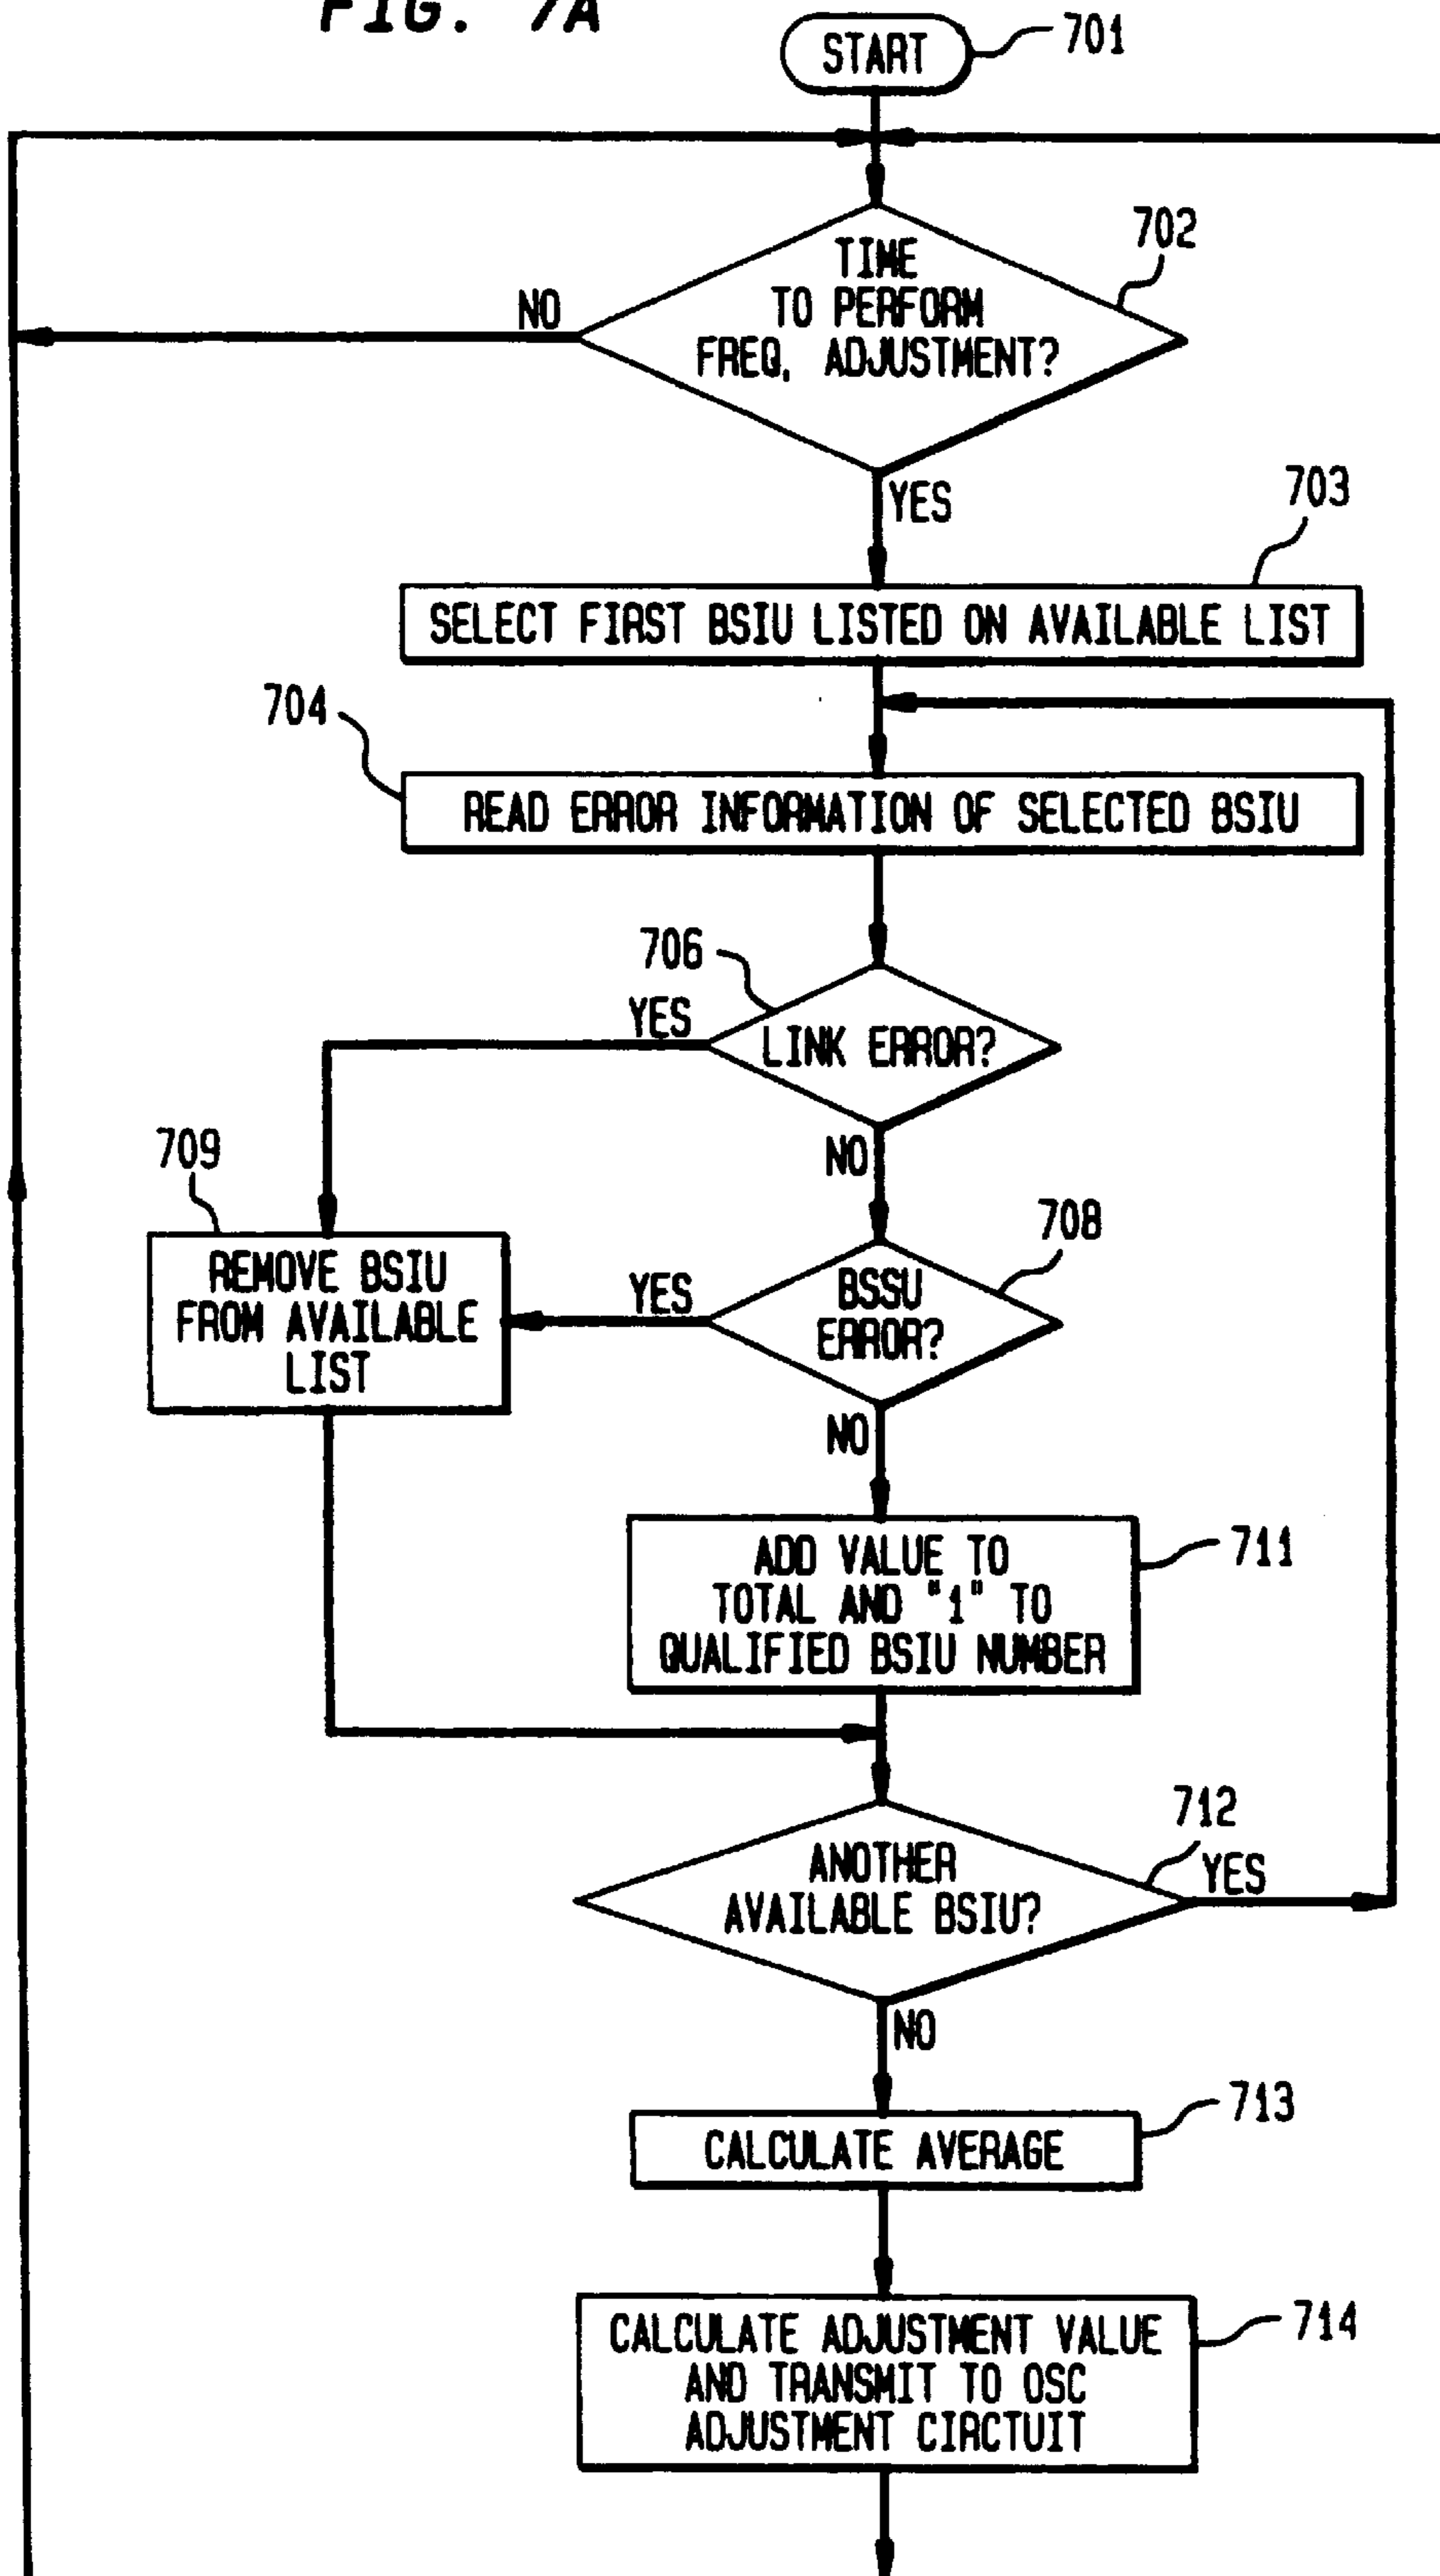 FIG. 7A
START
701
702
TIME
TO PERFORM
FREQ. ADJUSTMENT?
NO
YES
703
SELECT FIRST BSIU LISTED ON AVAILABLE LIST
704
READ ERROR INFORMATION OF SELECTED BSIU
706
YES
LINK ERROR?
NO
709
REMOVE BSIU
FROM AVAILABLE
LIST
708
YES
BSSU
ERROR?
NO
711
ADD VALUE TO
TOTAL AND "1" TO
QUALIFIED BSIU NUMBER
712
ANOTHER
AVAILABLE BSIU?
YES
NO
713
CALCULATE AVERAGE
714
CALCULATE ADJUSTMENT VALUE
AND TRANSMIT TO OSC
ADJUSTMENT CIRCTUIT